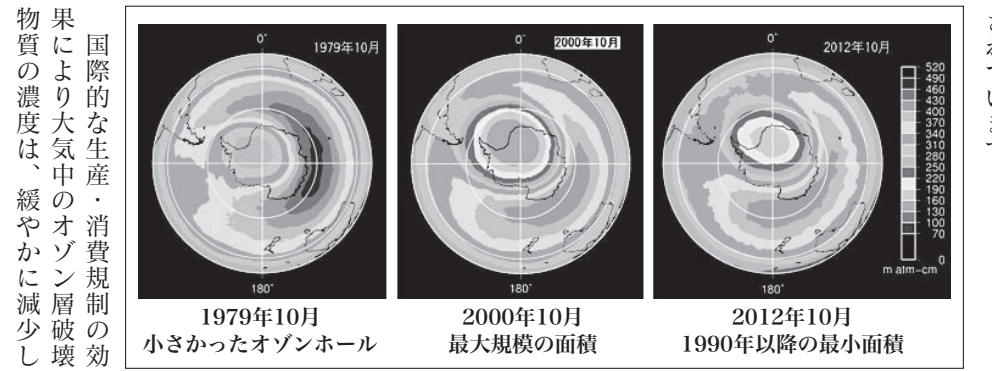 0°
1979年10月
180°
1979年10月
小さかったオゾンホール
0°
2000年10月
180°
2000年10月
最大規模の面積
0°
2012年10月
180°
520
490
460
430
400
370
340
310
280
250
220
190
160
130
100
70
0
m atm-cm
2012年10月
1990年以降の最小面積
国際的な生産・消費規制の効
果により大気中のオゾン層破壊
物質の濃度は、緩やかに減少し